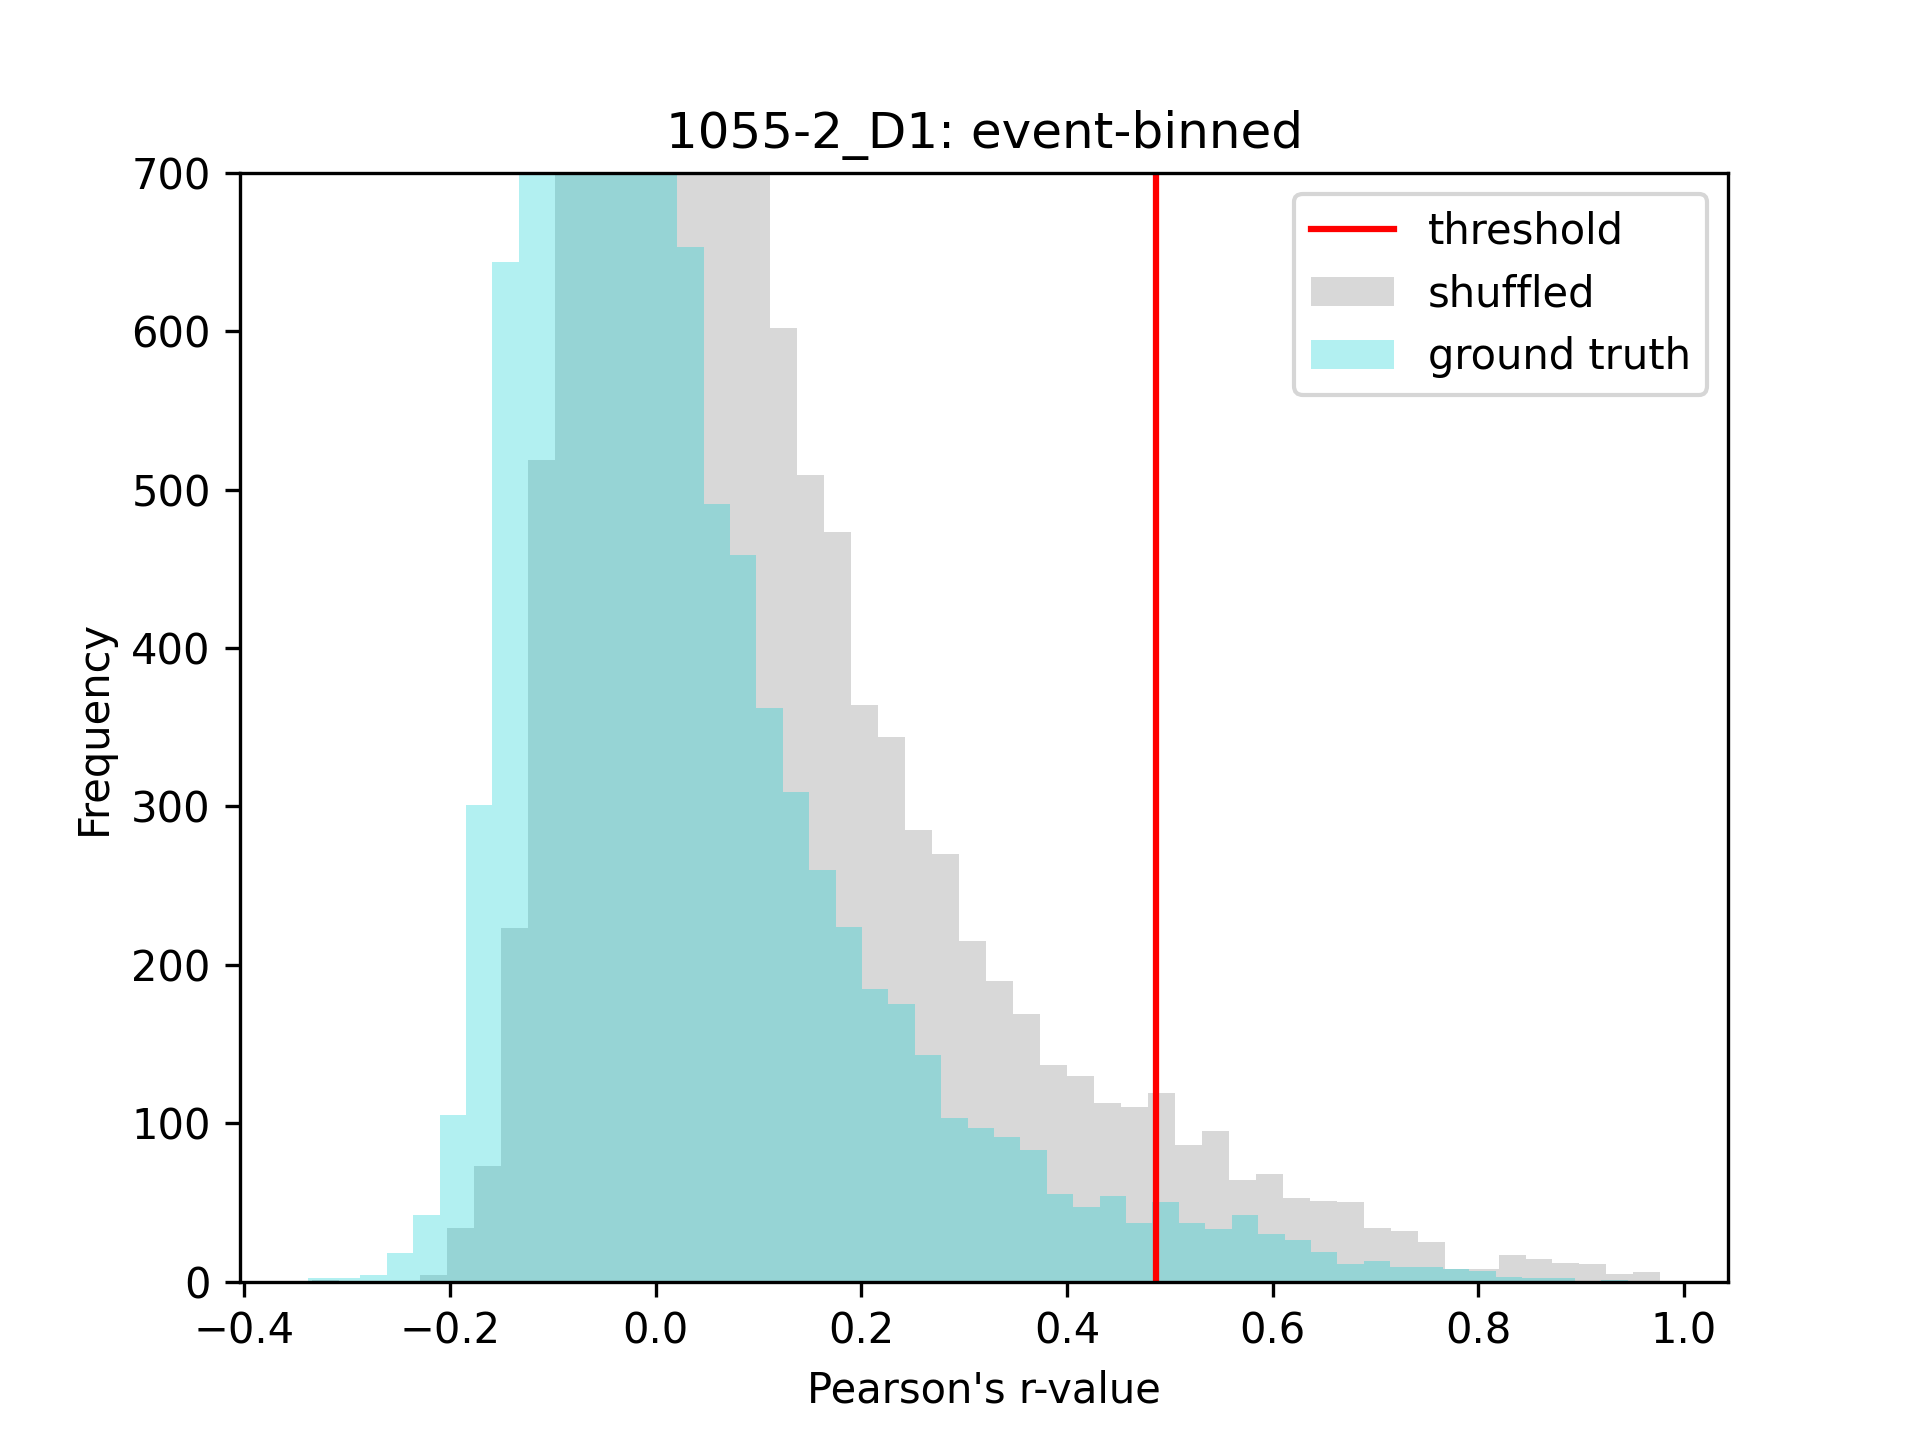 1055-2_D1: event-binned
threshold
shuffled
ground truth
Frequency
700
600
500
400
300
200
100
0
−0.4 −0.2 0.0 0.2 0.4 0.6 0.8 1.0
Pearson's r-value